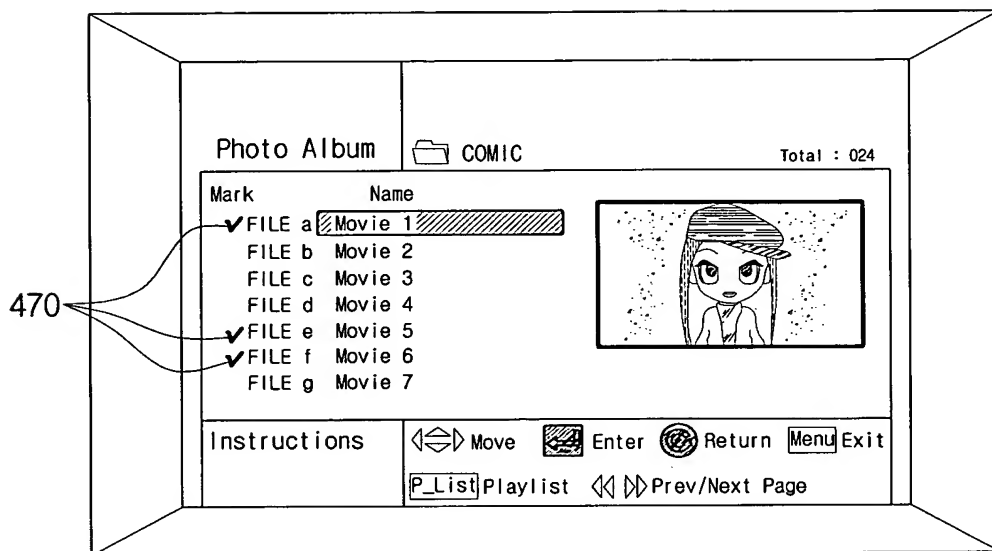 Photo Album
COMIC
Total : 024
Mark Name
FILE a Movie 1
FILE b Movie 2
FILE c Movie 3
FILE d Movie 4
FILE e Movie 5
FILE f Movie 6
FILE g Movie 7
470
Instructions
Move Enter Return Menu Exit
P_List Playlist Prev/Next Page